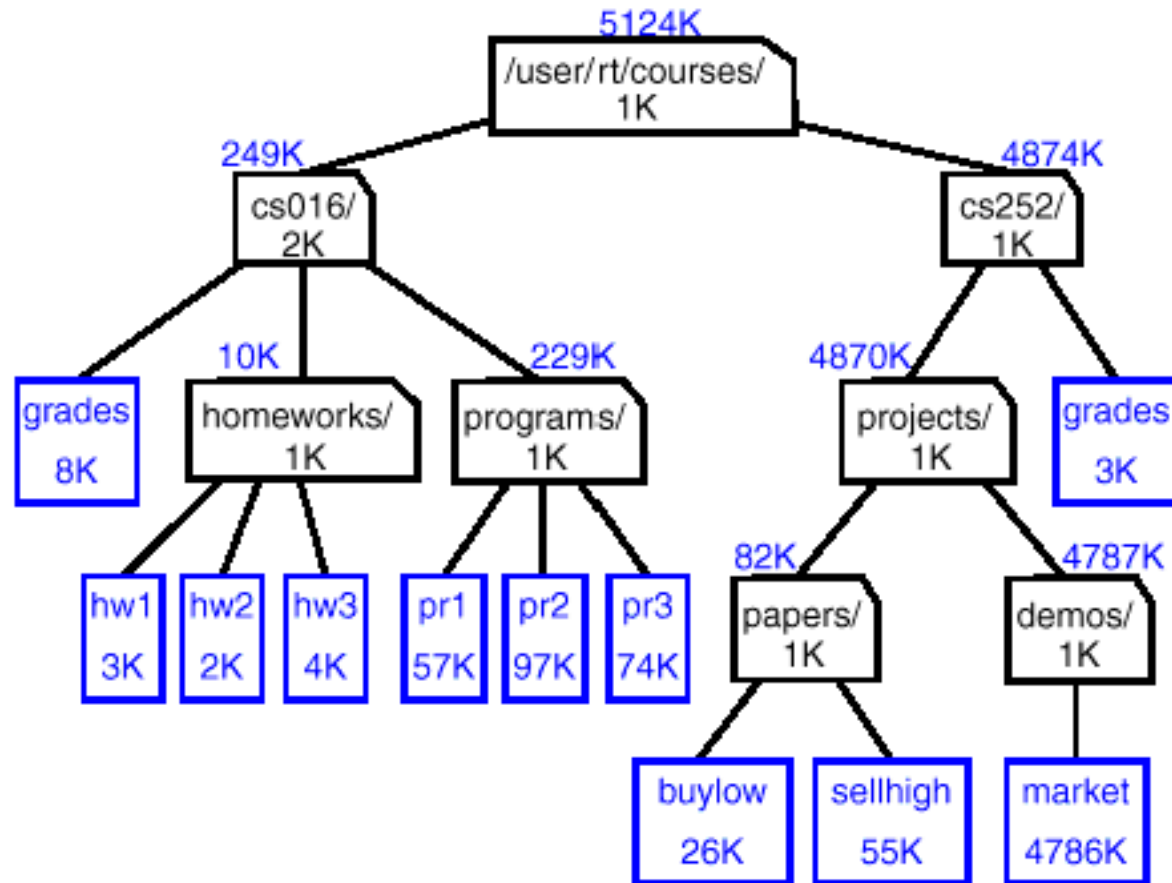 5124K
/user/rt/courses/
1K
249K
4874K
cs016/
2K
cs252/
1K
10K
229K
4870K
grades
8K
homeworks/
1K
programs/
1K
projects/
1K
grades
3K
82K
4787K
hw1
3K
hw2
2K
hw3
4K
pr1
57K
pr2
97K
pr3
74K
papers/
1K
demos/
1K
buylow
26K
sellhigh
55K
market
4786K